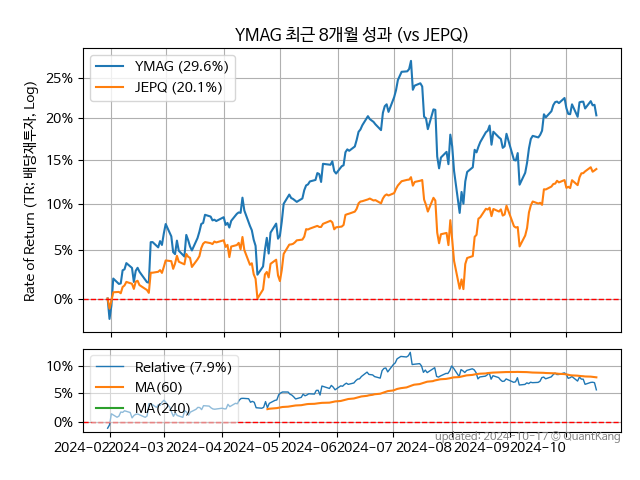 YMAG 최근 8개월 성과 (vs JEPQ)
Rate of Return (TR: 배당재투자, Log)
YMAG (29.6%)
JEPQ (20.1%)
25%
20%
15%
10%
5%
0%
Relative (7.9%)
MA(60)
MA(240)
10%
5%
0%
2024-02
2024-03
2024-04
2024-05
2024-06
2024-07
2024-08
2024-09
2024-10
updated: 2024-10-17 © QuantKang